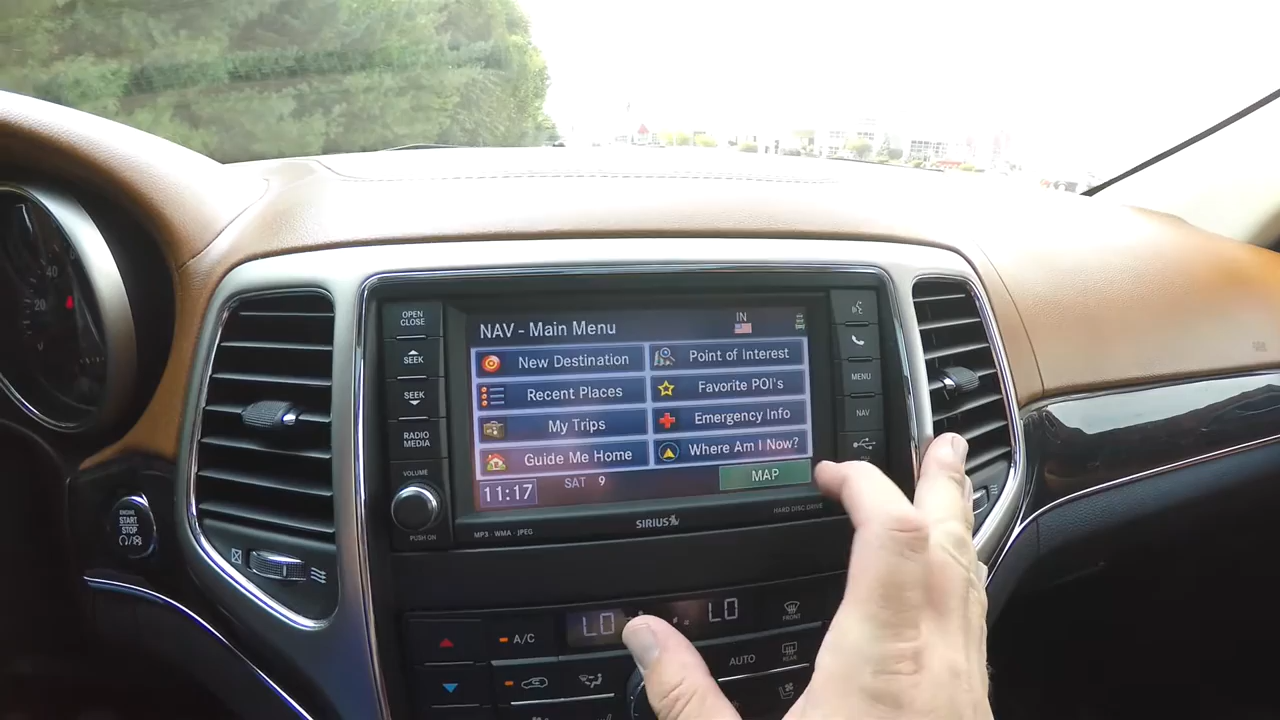 40
20
OPEN
CLOSE
SEEK
SEEK
RADIO
MEDIA
VOLUME
PUSH ON
NAV - Main Menu
IN
New Destination
Point of Interest
Recent Places
Favorite POI's
My Trips
Emergency Info
Guide Me Home
Where Am I Now?
11:17
SAT 9
MAP
MENU
NAV
MP3 · WMA · JPEG
SIRIUS
HARD DISC DRIVE
ENGINE
START
STOP
A/C
LO
LO
FRONT
AUTO
REAR